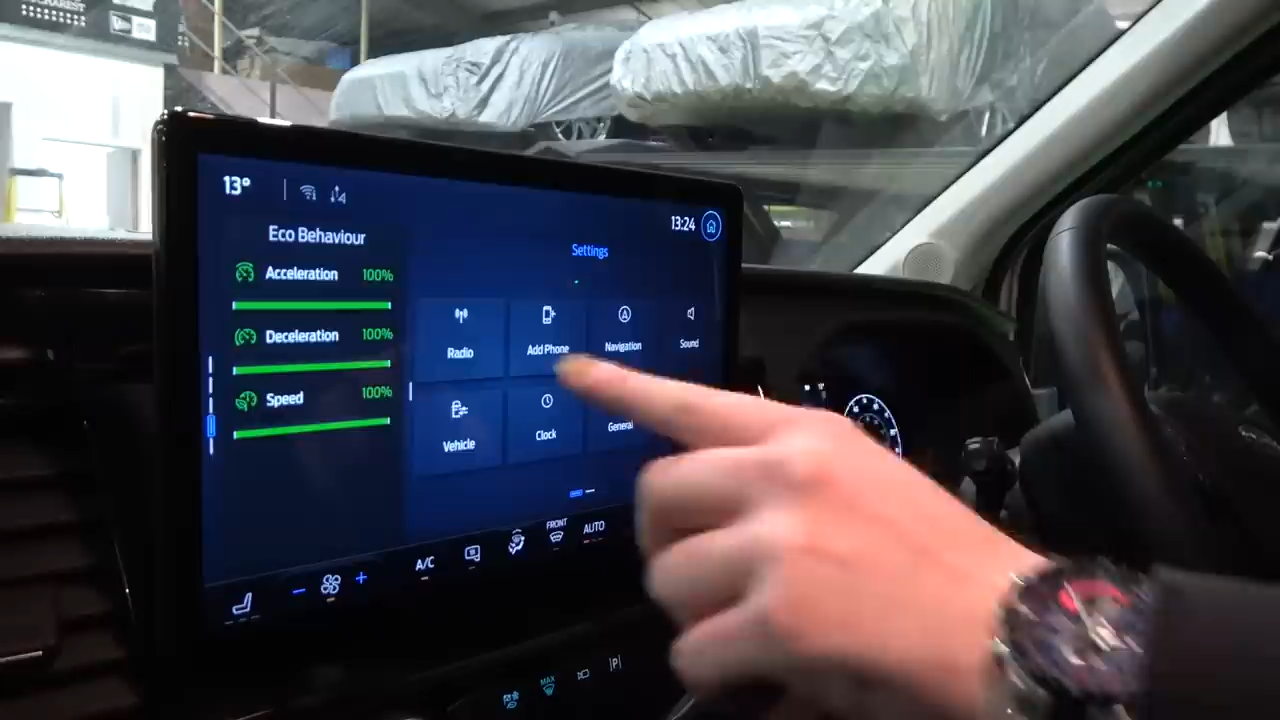 BUCHAREST
13°
13:24
Eco Behaviour
Settings
Acceleration 100%
Deceleration 100%
Speed 100%
Radio
Add Phone
Navigation
Sound
Vehicle
Clock
General
A/C
FRONT
AUTO
MAX
P